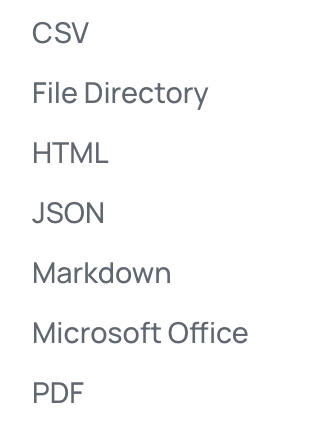 CSV
File Directory
HTML
JSON
Markdown
Microsoft Office
PDF